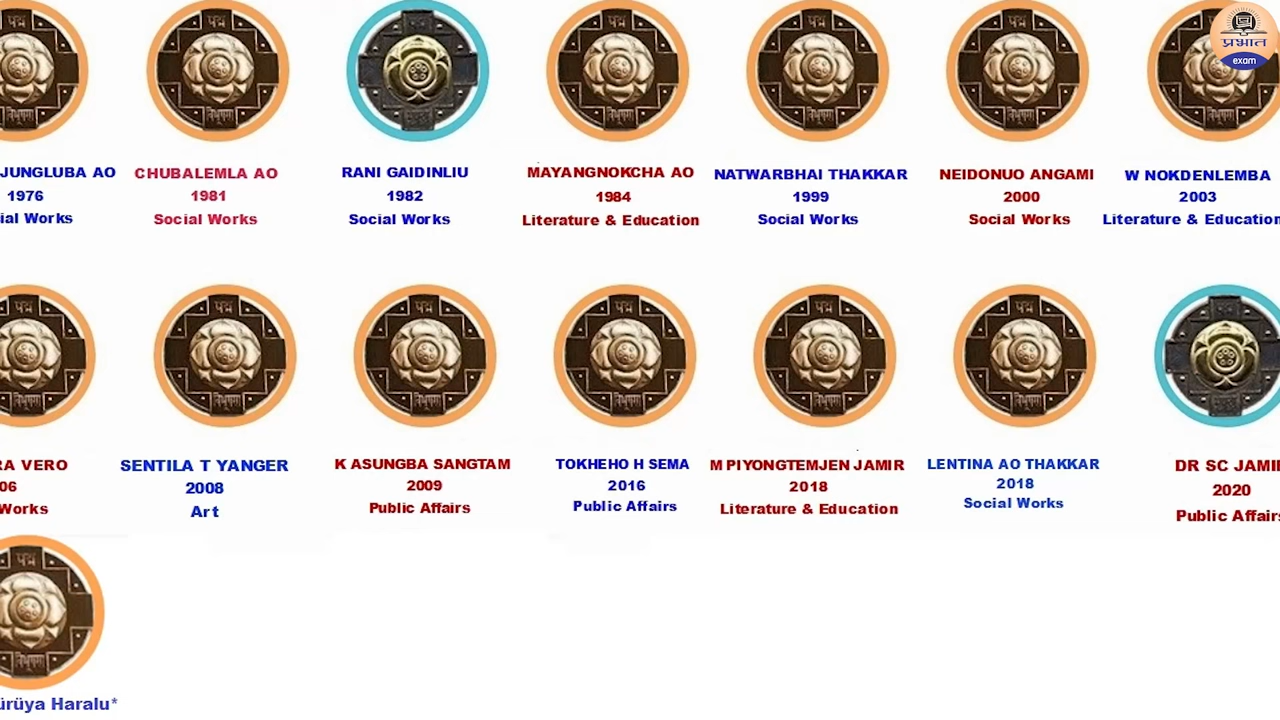 प्रभात
exam
JUNGLUBA AO
1976
ial Works
CHUBALEMLA AO
1981
Social Works
RANI GAIDINLIU
1982
Social Works
MAYANGNOKCHA AO
1984
Literature & Education
NATWARBHAI THAKKAR
1999
Social Works
NEIDONUO ANGAMI
2000
Social Works
W NOKDENLEMBA
2003
Literature & Education
RA VERO
06
Works
SENTILA T YANGER
2008
Art
K ASUNGBA SANGTAM
2009
Public Affairs
TOKHEHO H SEMA
2016
Public Affairs
M PIYONGTEMJEN JAMIR
2018
Literature & Education
LENTINA AO THAKKAR
2018
Social Works
DR SC JAMI
2020
Public Affairs
ürüya Haralu*